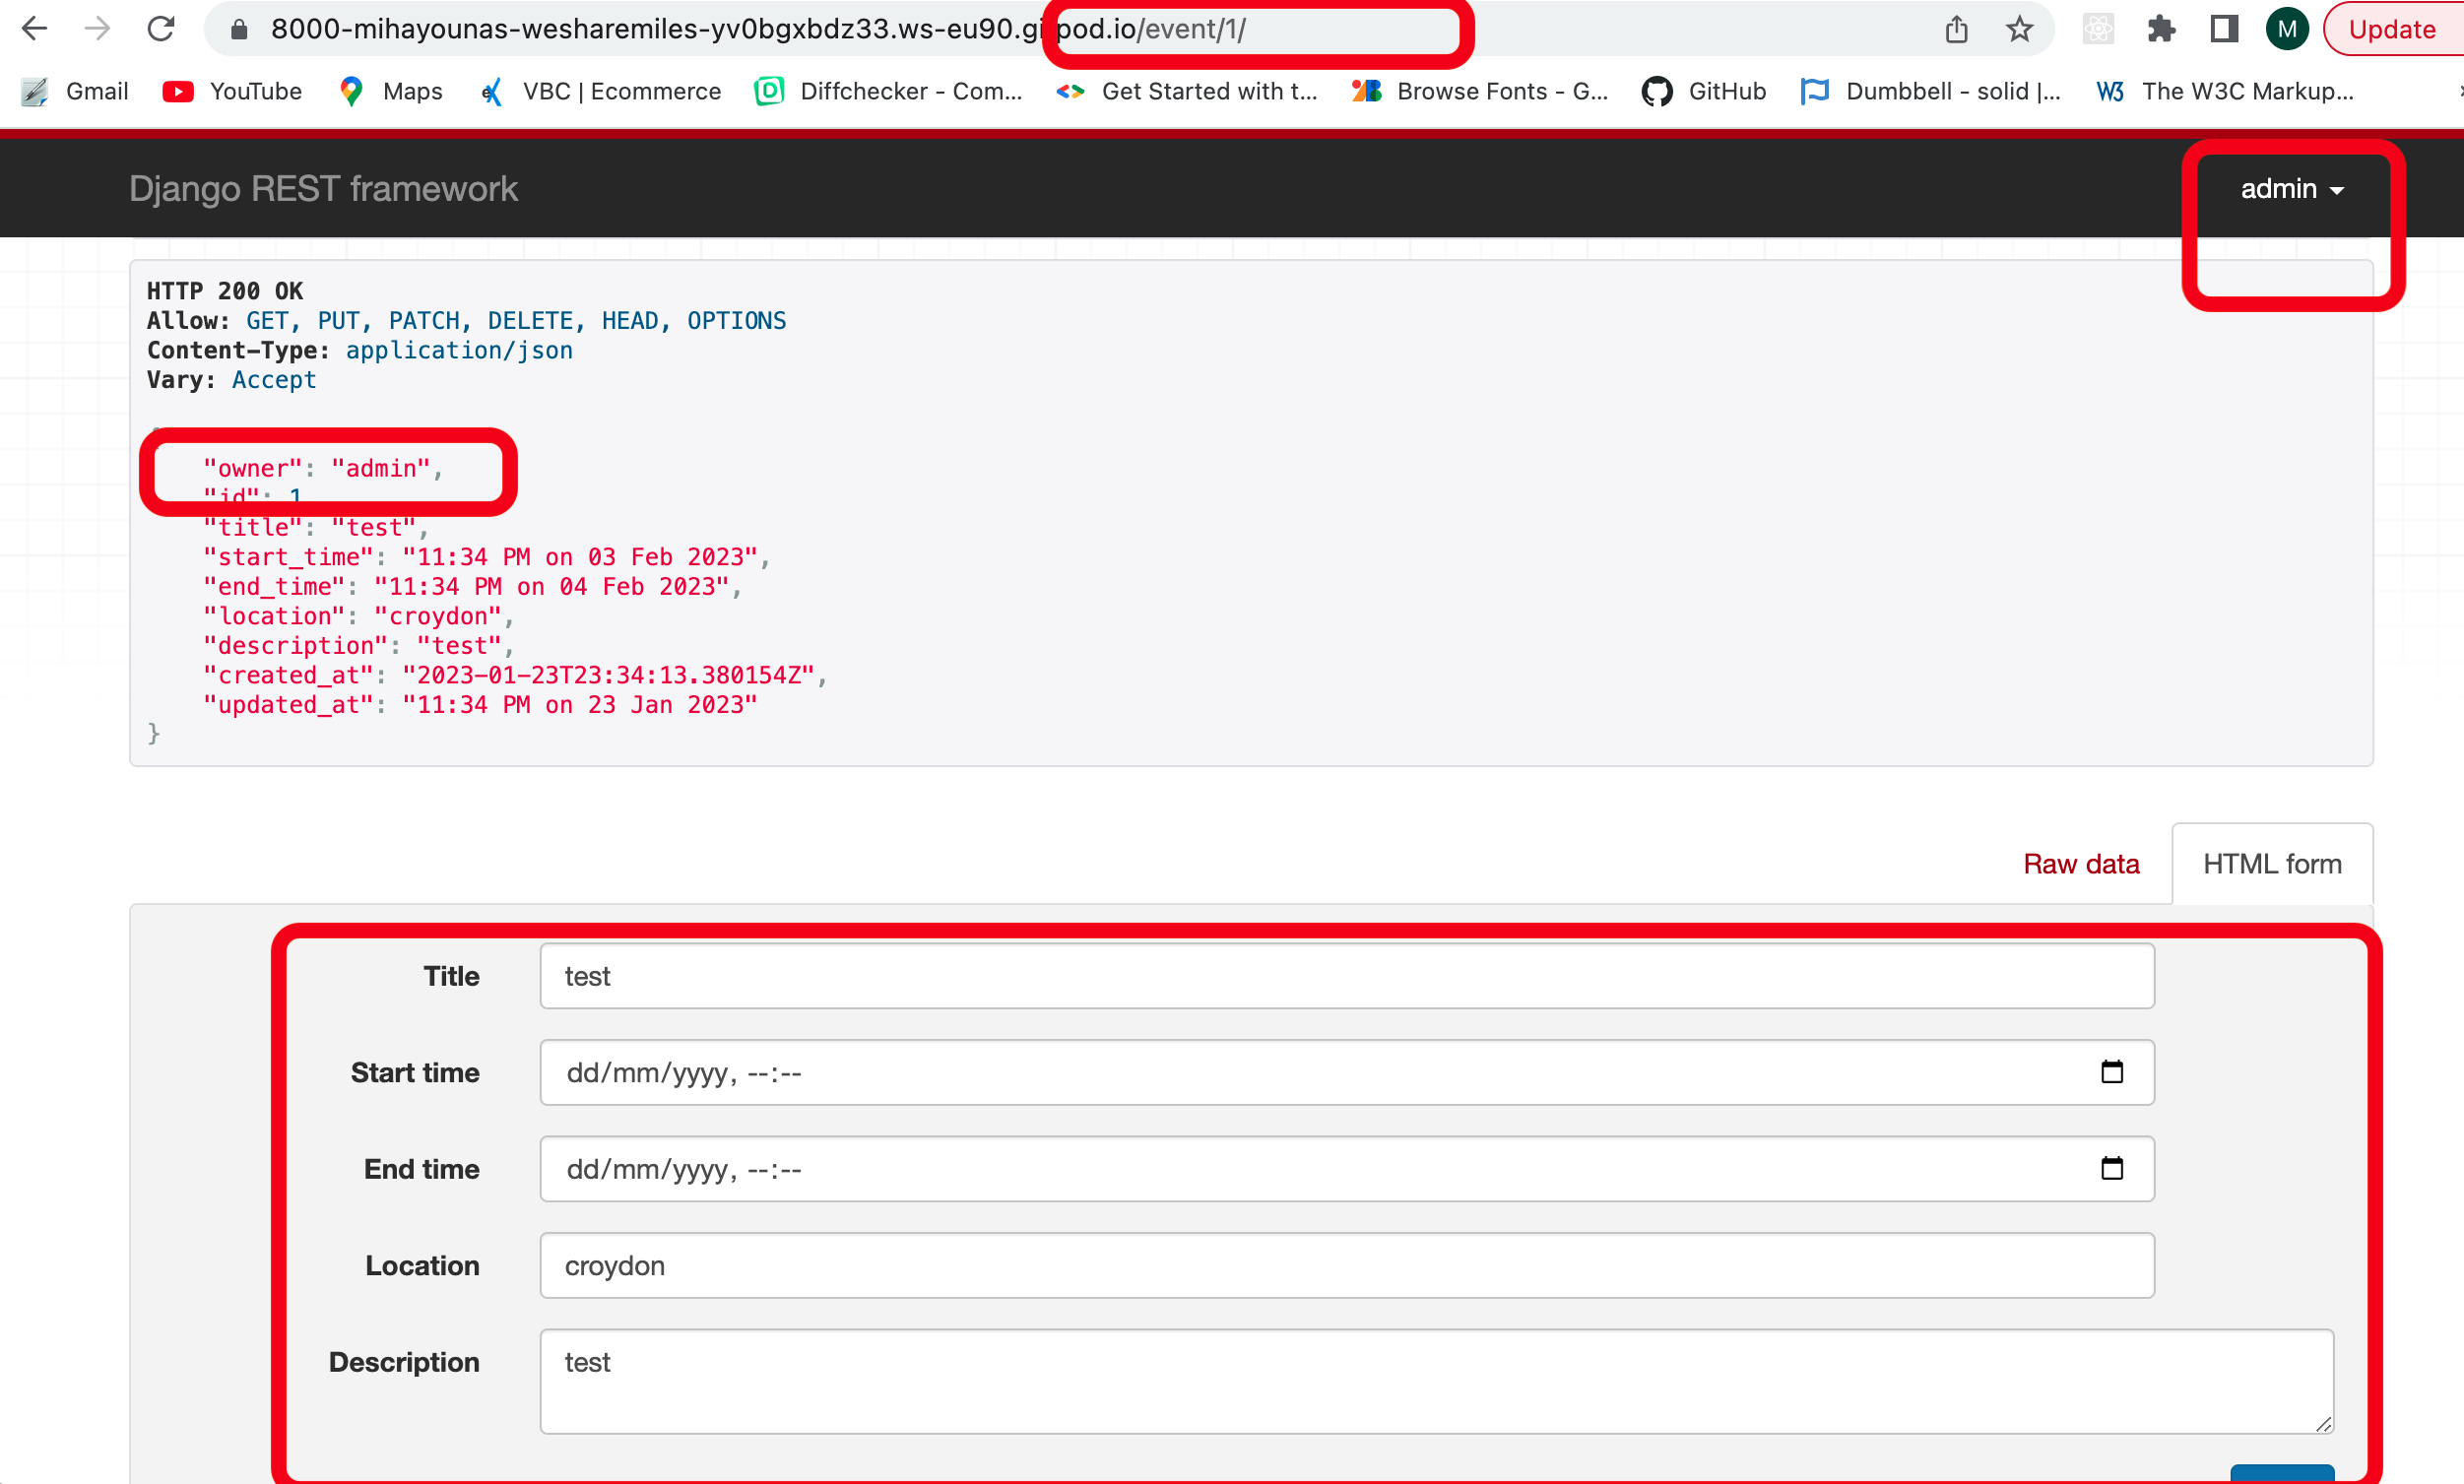 8000-mihayounas-wesharemiles-yv0bgxbdz33.ws-eu90.gitpod.io/event/1/
M
Update
Gmail
YouTube
Maps
VBC | Ecommerce
Diffchecker - Com...
Get Started with t...
Browse Fonts - G...
GitHub
Dumbbell - solid |...
The W3C Markup...
Django REST framework
admin
HTTP 200 OK
Allow: GET, PUT, PATCH, DELETE, HEAD, OPTIONS
Content-Type: application/json
Vary: Accept
{
"owner": "admin",
"id": 1
"title": "test",
"start_time": "11:34 PM on 03 Feb 2023",
"end_time": "11:34 PM on 04 Feb 2023",
"location": "croydon",
"description": "test",
"created_at": "2023-01-23T23:34:13.380154Z",
"updated_at": "11:34 PM on 23 Jan 2023"
}
Raw data
HTML form
Title
test
Start time
dd/mm/yyyy, --:--
End time
dd/mm/yyyy, --:--
Location
croydon
Description
test